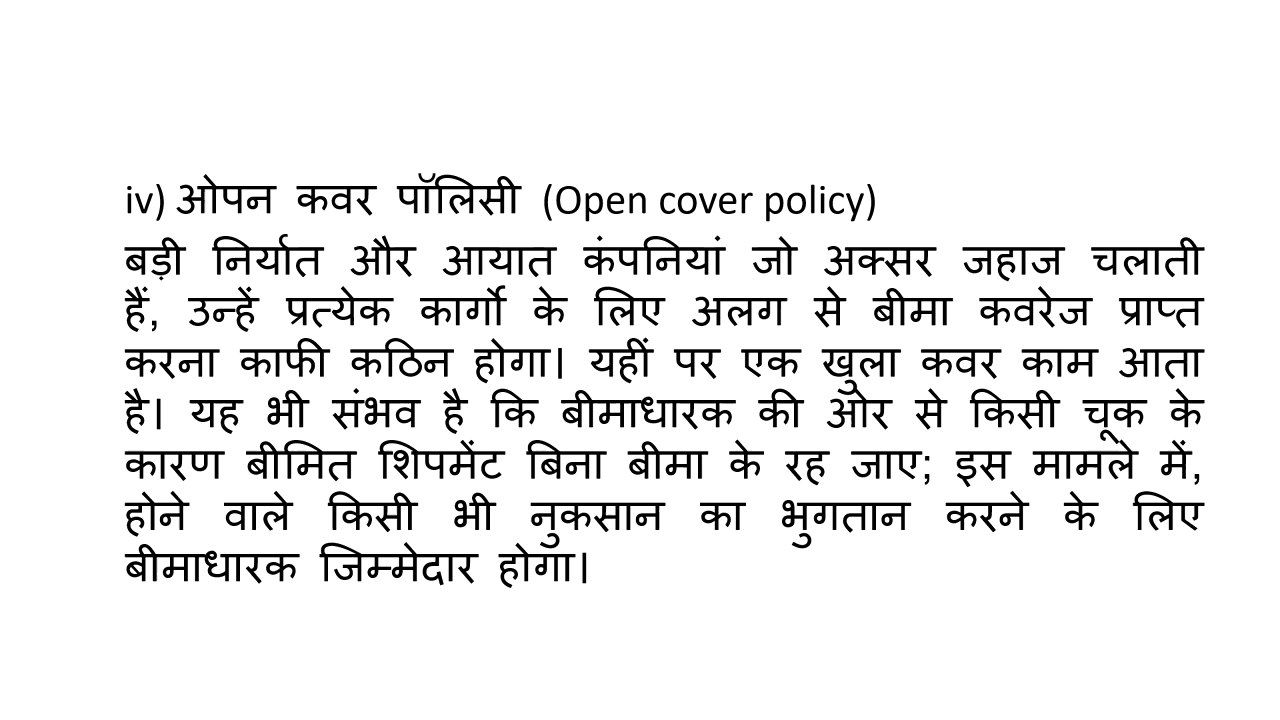 iv) ओपन कवर पॉलिसी (Open cover policy)
बड़ी निर्यात और आयात कंपनियां जो अक्सर जहाज चलाती
हैं, उन्हें प्रत्येक कार्गो के लिए अलग से बीमा कवरेज प्राप्त
करना काफी कठिन होगा। यहीं पर एक खुला कवर काम आता
है। यह भी संभव है कि बीमाधारक की ओर से किसी चूक के
कारण बीमित शिपमेंट बिना बीमा के रह जाए; इस मामले में,
होने वाले किसी भी नुकसान का भुगतान करने के लिए
बीमाधारक जिम्मेदार होगा।